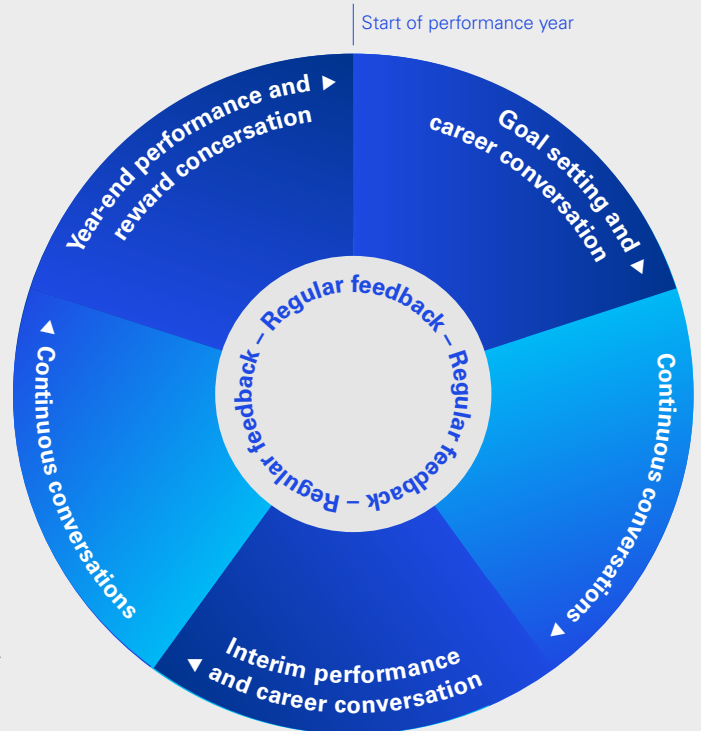 Start of performance year
Goal setting and
career conversation
Continuous conversations
Interim performance
and career conversation
Continuous conversations
Year-end performance and
reward concersation
Regular feedback – Regular feedback – Regular feedback –